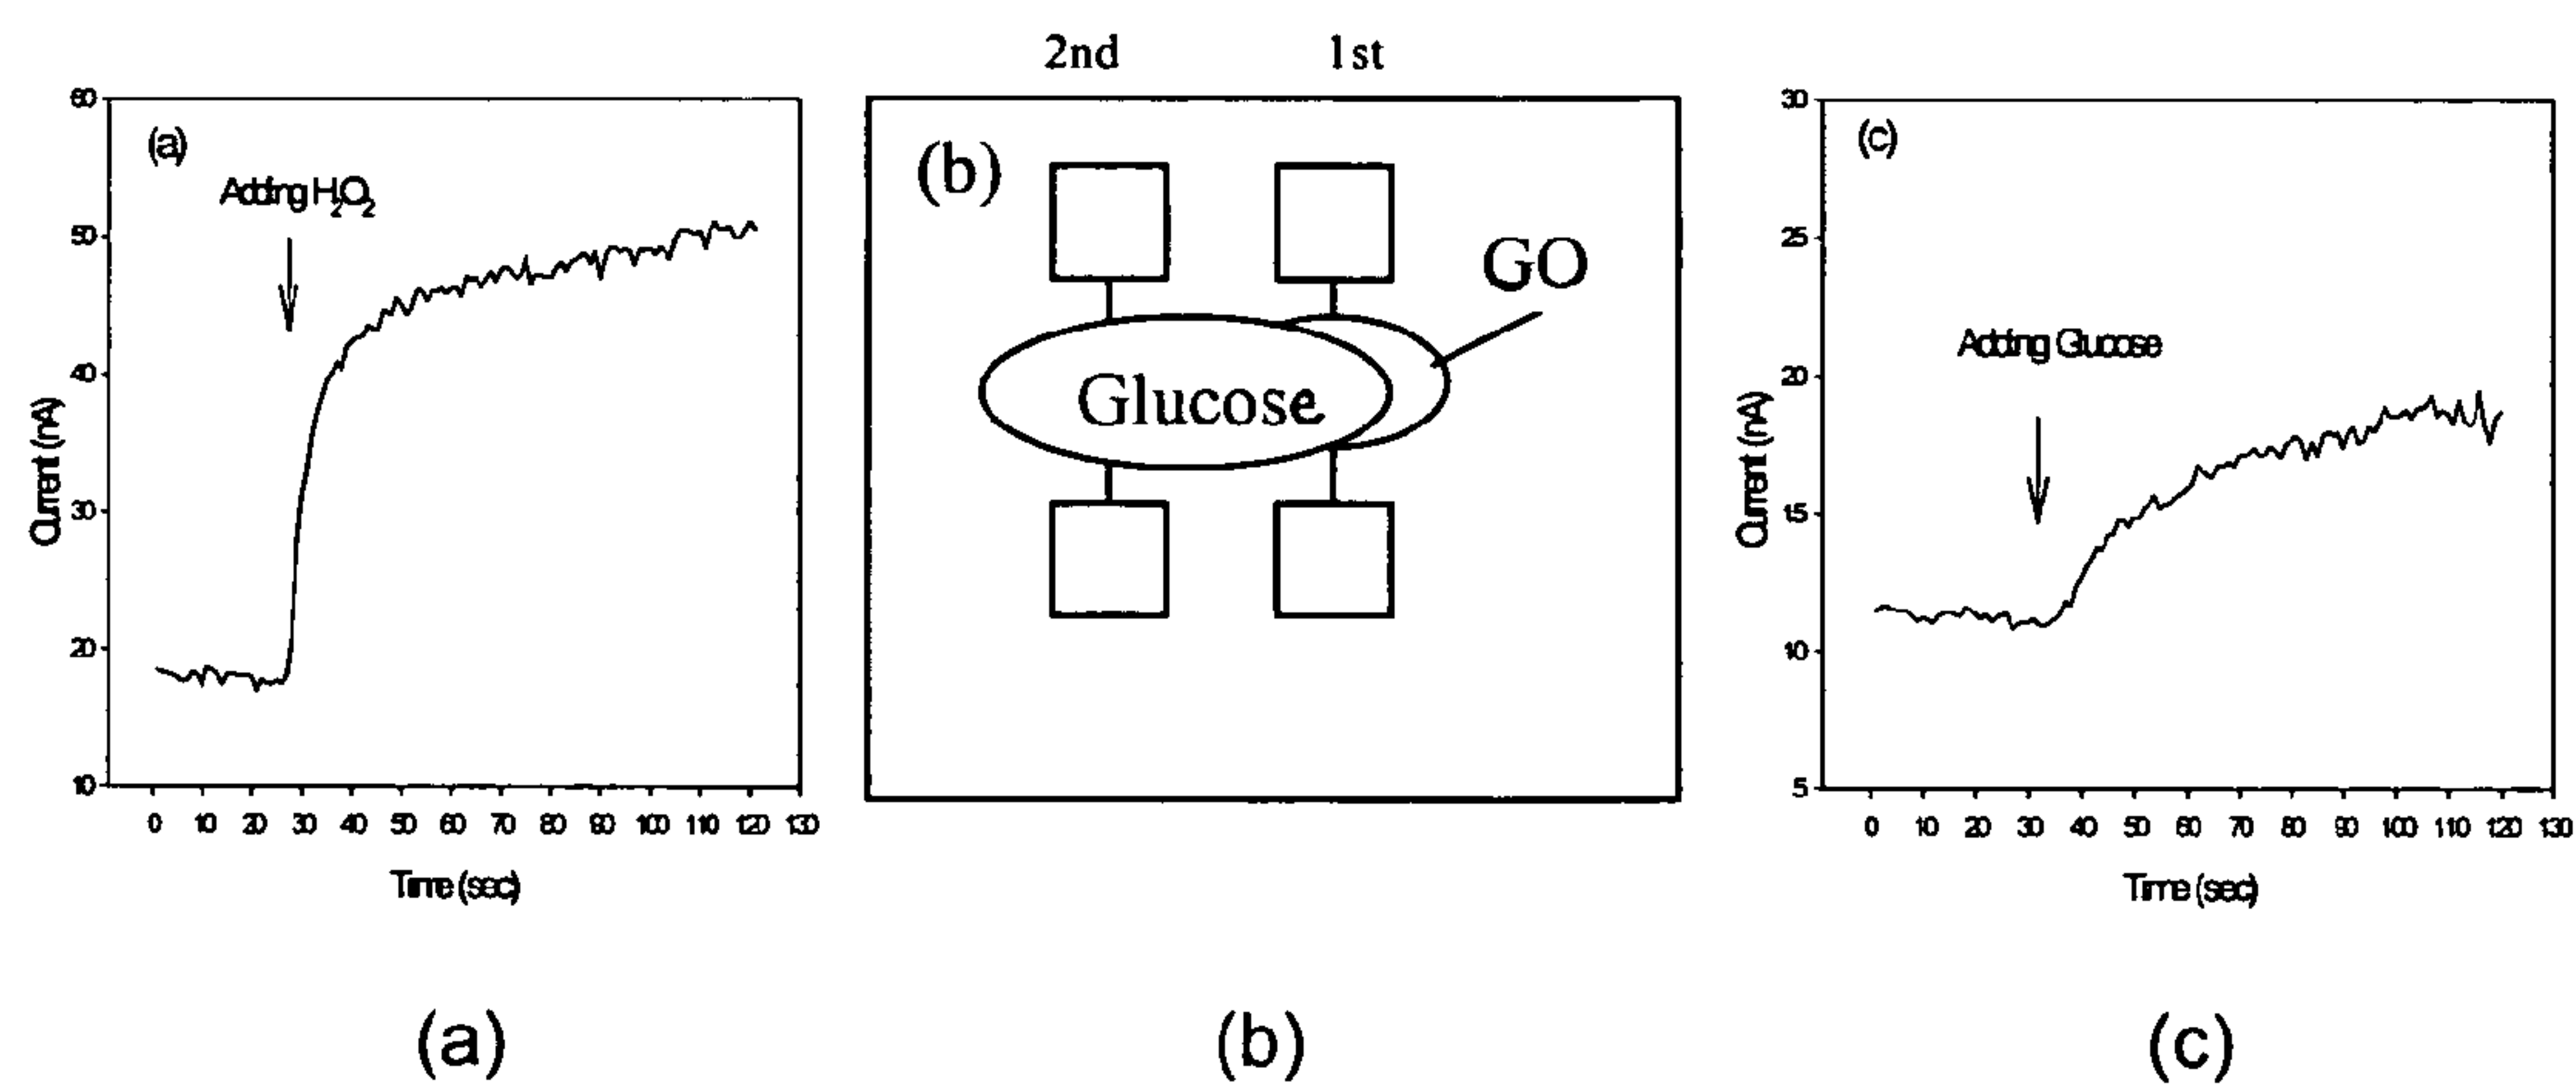 2nd 1st
(a)
Adding H2O2
60
50
40
30
20
10
Current (nA)
0 10 20 30 40 50 60 70 80 90 100 110 120 130
Time (sec)
(b)
GO
Glucose
(c)
Adding Glucose
30
25
20
15
10
5
Current (nA)
0 10 20 30 40 50 60 70 80 90 100 110 120 130
Time (sec)
(a) (b) (c)